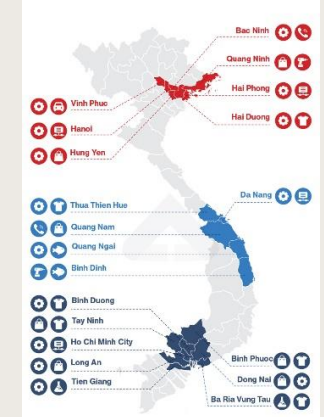 Bac Ninh
Quang Ninh
Vinh Phuc
Hai Phong
Hanoi
Hai Duong
Hung Yen
Da Nang
Thua Thien Hue
Quang Nam
Quang Ngai
Binh Dinh
Binh Duong
Tay Ninh
Ho Chi Minh City
Binh Phuoc
Long An
Dong Nai
Tien Giang
Ba Ria Vung Tau